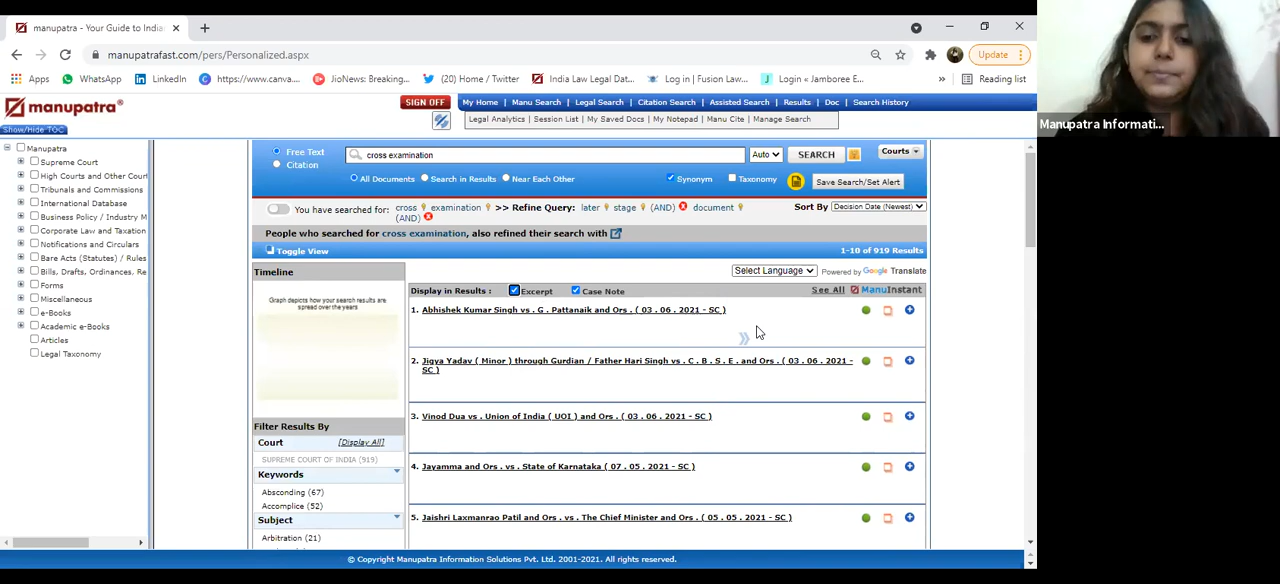 manupatra - Your Guide to India
manupatrafast.com/pers/Personalized.aspx
Update
Apps WhatsApp LinkedIn https://www.canva.... JioNews: Breaking... (20) Home / Twitter India Law Legal Dat... Log in | Fusion Law... Login « Jamboree E... » Reading list
manupatra®
SIGN OFF
My Home | Manu Search | Legal Search | Citation Search | Assisted Search | Results | Doc | Search History
Legal Analytics | Session List | My Saved Docs | My Notepad | Manu Cite | Manage Search
Show/Hide TOC
Manupatra
Supreme Court
High Courts and Other Court
Tribunals and Commissions
International Database
Business Policy / Industry M
Corporate Law and Taxation
Notifications and Circulars
Bare Acts (Statutes) / Rules
Bills, Drafts, Ordinances, Re
Forms
Miscellaneous
e-Books
Academic e-Books
Articles
Legal Taxonomy
Free Text
Citation
cross examination
Auto
SEARCH
Courts
All Documents Search in Results Near Each Other
Synonym Taxonomy
Save Search/Set Alert
You have searched for: cross examination >> Refine Query: later stage (AND) document
(AND)
Sort By Decision Date (Newest)
People who searched for cross examination, also refined their search with
Toggle View
1-10 of 919 Results
Timeline
Graph depicts how your search results are
spread over the years
Select Language Powered by Google Translate
Display in Results : Excerpt Case Note See All ManuInstant
1. Abhishek Kumar Singh vs . G . Pattanaik and Ors . ( 03 . 06 . 2021 - SC )
»
2. Jigya Yadav ( Minor ) through Gurdian / Father Hari Singh vs . C . B . S . E . and Ors . ( 03 . 06 . 2021 -
SC )
3. Vinod Dua vs . Union of India ( UOI ) and Ors . ( 03 . 06 . 2021 - SC )
4. Jayamma and Ors . vs . State of Karnataka ( 07 . 05 . 2021 - SC )
5. Jaishri Laxmanrao Patil and Ors . vs . The Chief Minister and Ors . ( 05 . 05 . 2021 - SC )
Filter Results By
Court [Display All]
SUPREME COURT OF INDIA (919)
Keywords
Absconding (67)
Accomplice (52)
Subject
Arbitration (21)
© Copyright Manupatra Information Solutions Pvt. Ltd. 2001-2021. All rights reserved.
Manupatra Informati...